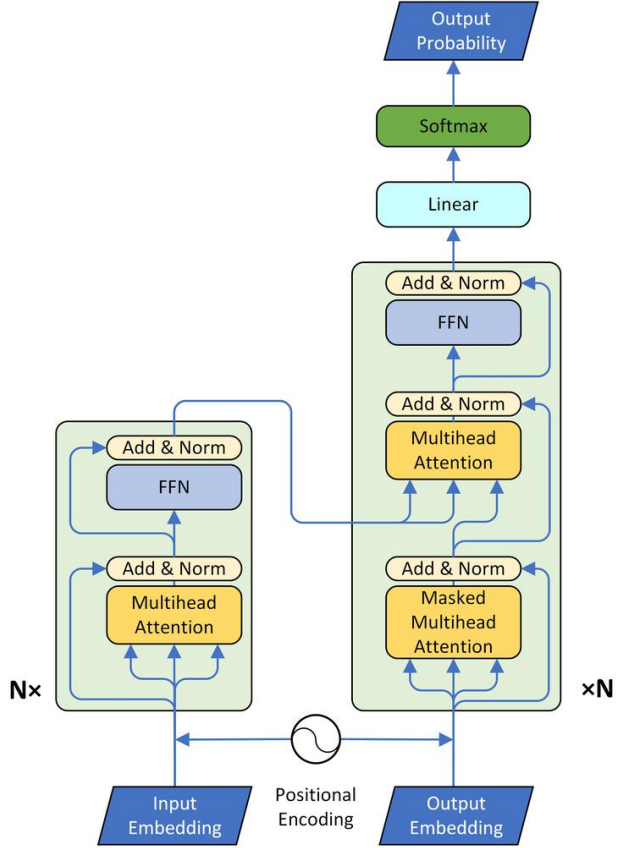 Output
Probability
Softmax
Linear
Add & Norm
FFN
Add & Norm
Multihead
Attention
Add & Norm
Masked
Multihead
Attention
×N
Add & Norm
FFN
Add & Norm
Multihead
Attention
N×
Input
Embedding
Positional
Encoding
Output
Embedding